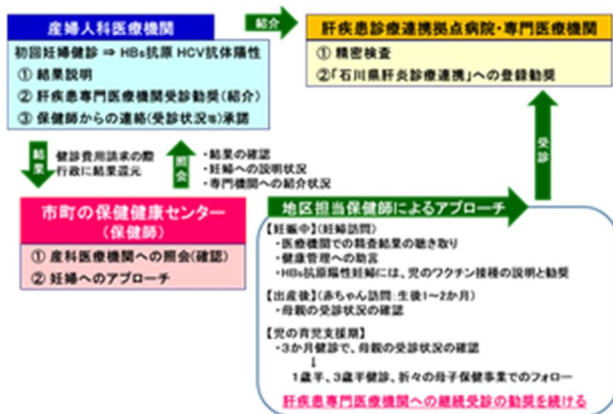 産婦人科医療機関
初回妊婦健診 ⇒ HBs抗原 HCV抗体陽性
① 結果説明
② 肝疾患専門医療機関受診勧奨(紹介)
③ 保健師からの連絡(受診状況等)承諾
紹介
肝疾患診療連携拠点病院・専門医療機関
① 精密検査
②「石川県肝炎診療連携」への登録勧奨
結果
健診費用請求の際
行政に結果還元
照会
・結果の確認
・妊婦への説明状況
・専門機関への紹介状況
受診
市町の保健健康センター
(保健師)
① 産科医療機関への照会(確認)
② 妊婦へのアプローチ
地区担当保健師によるアプローチ
【妊娠中】(妊婦訪問)
・医療機関での精査結果の聴き取り
・健康管理への助言
・HBs抗原陽性妊婦には、児のワクチン接種の説明と勧奨
【出産後】(赤ちゃん訪問:生後1~2か月)
・母親の受診状況の確認
【児の育児支援期】
・3か月健診で、母親の受診状況の確認
↓
1歳半、3歳半健診、折々の母子保健事業でのフォロー
肝疾患専門医療機関への継続受診の勧奨を続ける